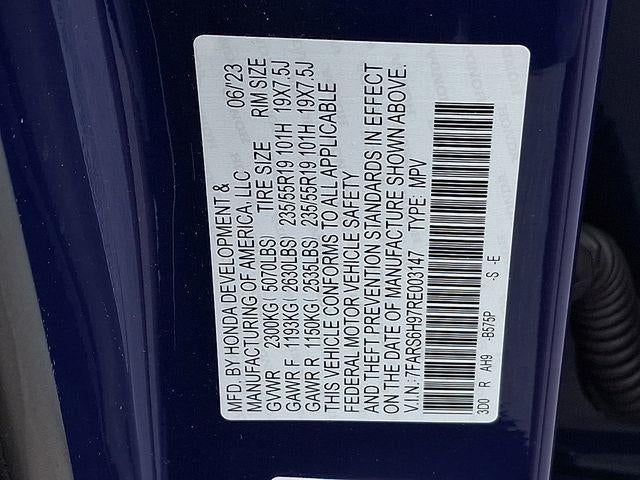 MFD. BY HONDA DEVELOPMENT &
MANUFACTURING OF AMERICA, LLC 06/'23
GVWR 2300KG ( 5070LBS) TIRE SIZE RIM SIZE
GAWR F 1193KG ( 2630LBS) 235/55R19 101H 19X7.5J
GAWR R 1150KG ( 2535LBS) 235/55R19 101H 19X7.5J
THIS VEHICLE CONFORMS TO ALL APPLICABLE
FEDERAL MOTOR VEHICLE SAFETY
AND THEFT PREVENTION STANDARDS IN EFFECT
ON THE DATE OF MANUFACTURE SHOWN ABOVE.
V.I.N.: 7FARS6H97RE003147 TYPE: MPV
3D0 R AH9 -B575P -S -E